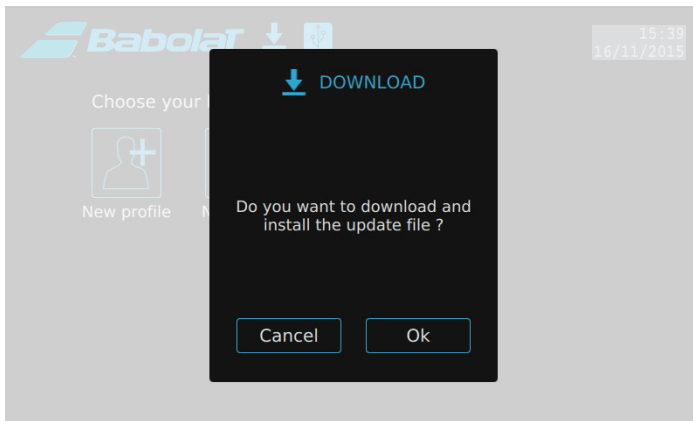 Babolat
15:39
16/11/2015
Choose your
New profile
DOWNLOAD
Do you want to download and
install the update file ?
Cancel
Ok